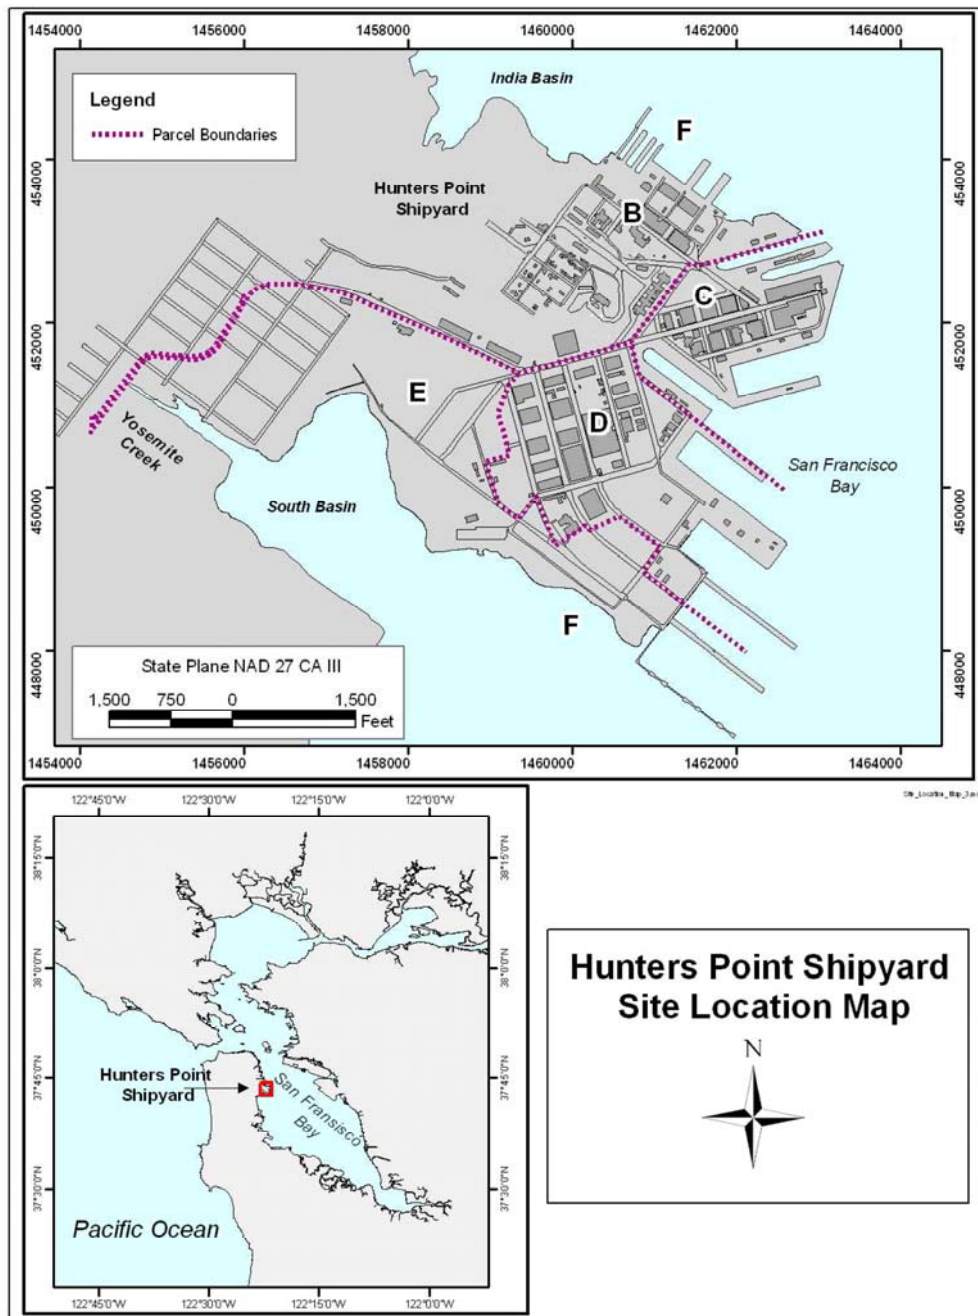 1454000 1456000 1458000 1460000 1462000 1464000
India Basin
Legend
Parcel Boundaries
F
454000 454000
Hunters Point
Shipyard
B
C
452000 452000
E
D
Yosemite
Creek
San Francisco
Bay
South Basin
450000 450000
F
State Plane NAD 27 CA III
1,500 750 0 1,500
Feet
448000 448000
1454000 1456000 1458000 1460000 1462000 1464000
122°45'0"W 122°30'0"W 122°15'0"W 122°0'0"W
38°15'0"N 38°15'0"N
38°0'0"N 38°0'0"N
37°45'0"N 37°45'0"N
Hunters Point
Shipyard
San Fransisco
Bay
37°30'0"N 37°30'0"N
Pacific Ocean
122°45'0"W 122°30'0"W 122°15'0"W 122°0'0"W
Hunters Point Shipyard
Site Location Map
N